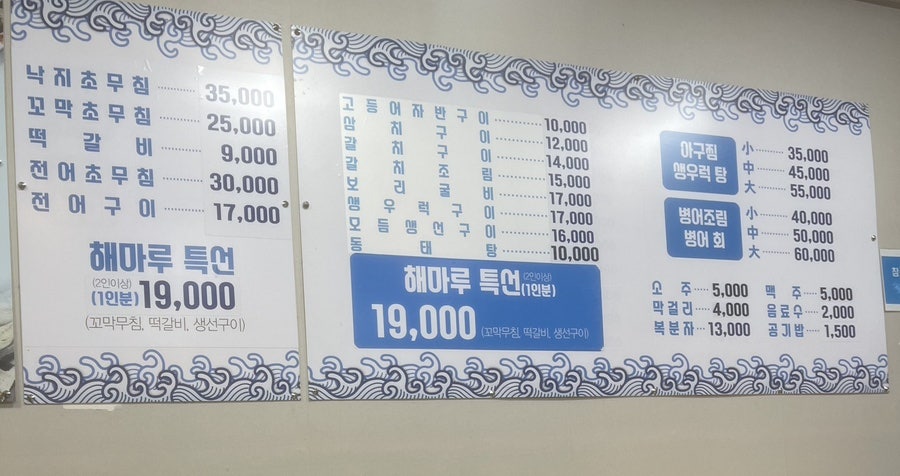 낙지초무침 35,000
꼬막초무침 25,000
떡갈비 9,000
전어초무침 30,000
전어구이 17,000
해마루 특선
(2인이상)
(1인분) 19,000
(꼬막무침, 떡갈비, 생선구이)
고등어자반구이 10,000
삼치구이 12,000
갈치구이 14,000
갈치조림 15,000
보리굴비 17,000
생우럭구이 17,000
모듬생선구이 16,000
동태탕 10,000
해마루 특선 (2인이상) (1인분)
19,000 (꼬막무침, 떡갈비, 생선구이)
아구찜
생우럭 탕
小 35,000
中 45,000
大 55,000
병어조림
병어 회
小 40,000
中 50,000
大 60,000
소주 5,000 맥주 5,000
막걸리 4,000 음료수 2,000
복분자 13,000 공기밥 1,500